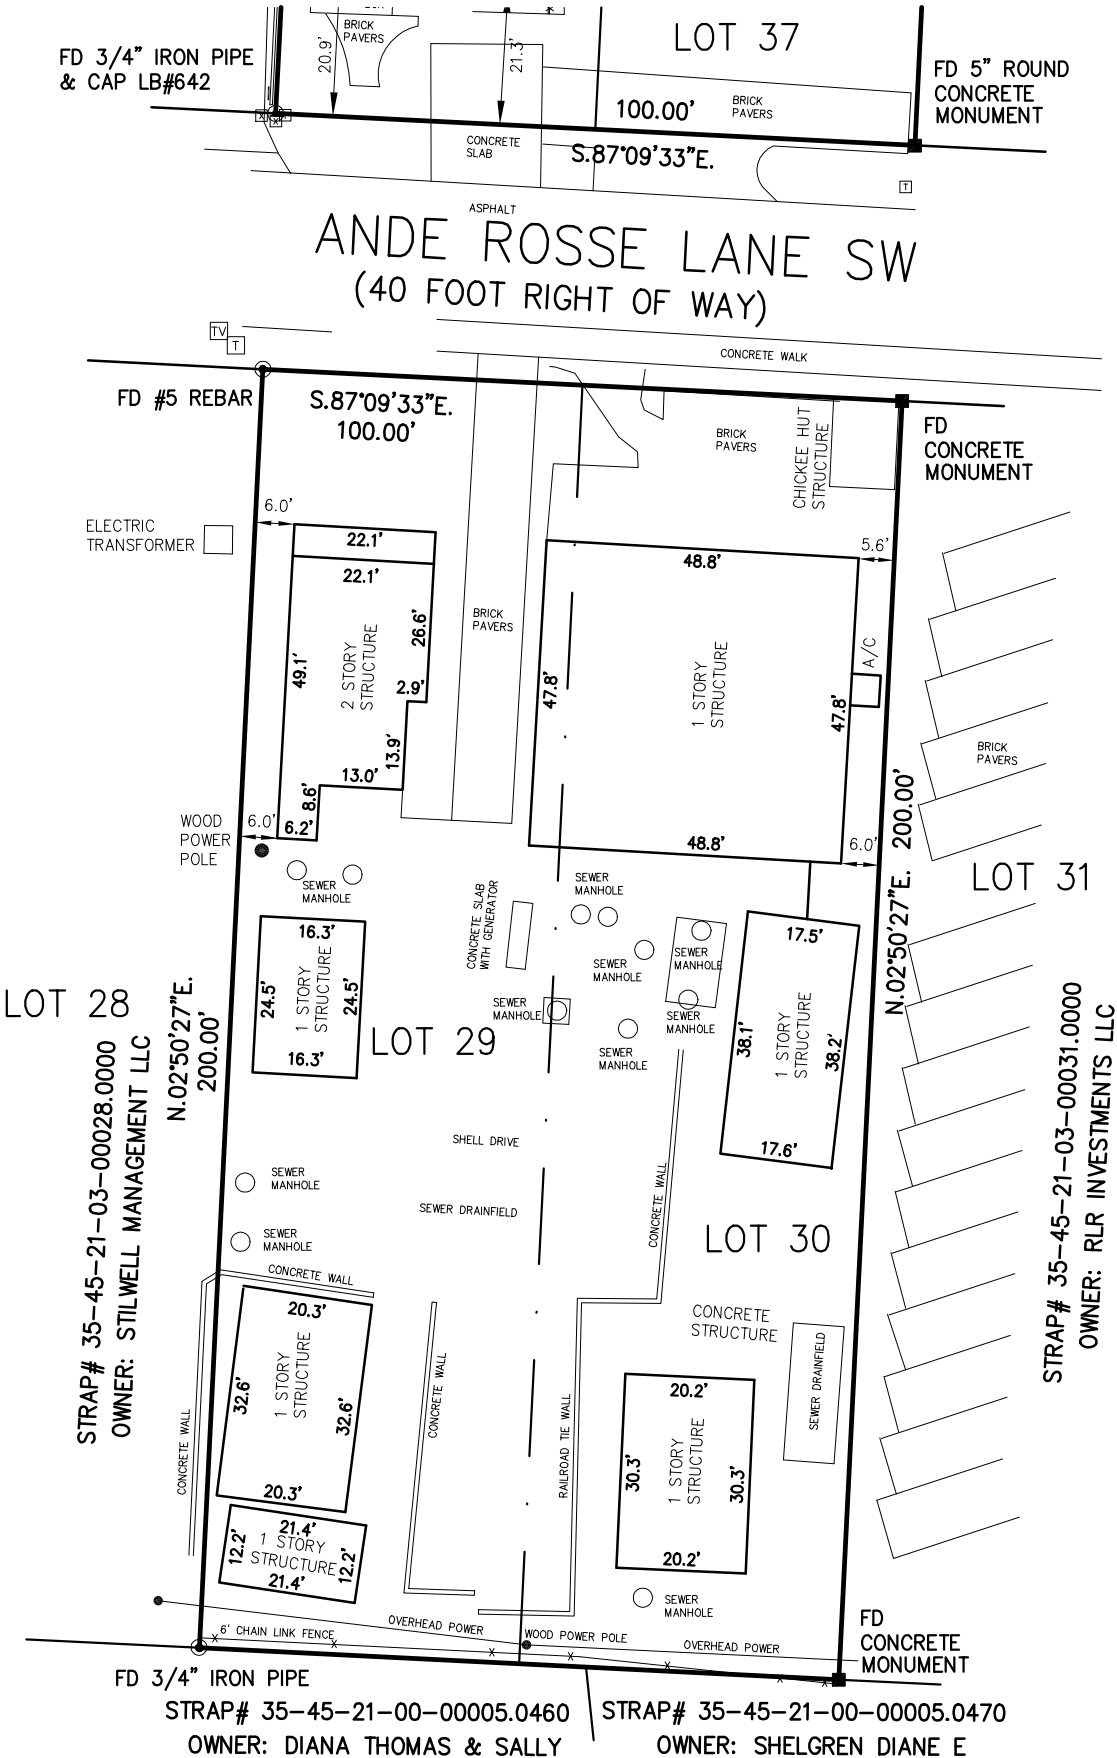 BRICK
PAVERS
20.9'
21.3'
LOT 37
FD 3/4" IRON PIPE
& CAP LB#642
FD 5" ROUND
CONCRETE
MONUMENT
100.00'
BRICK
PAVERS
X
X
X
CONCRETE
SLAB
S.87°09'33"E.
T
ASPHALT
ANDE ROSSE LANE SW
(40 FOOT RIGHT OF WAY)
TV
T
CONCRETE WALK
FD #5 REBAR
S.87°09'33"E.
100.00'
BRICK
PAVERS
CHICKEE HUT
STRUCTURE
FD
CONCRETE
MONUMENT
6.0'
ELECTRIC
TRANSFORMER
22.1'
22.1'
48.8'
5.6'
BRICK
PAVERS
26.6'
49.1'
2 STORY
STRUCTURE
2.9'
47.8'
1 STORY
STRUCTURE
A/C
47.8'
13.9'
13.0'
8.6'
BRICK
PAVERS
WOOD
POWER
POLE
6.0'
6.2'
48.8'
6.0'
N.02°50'27"E. 200.00'
LOT 31
SEWER
MANHOLE
SEWER
MANHOLE
CONCRETE SLAB
WITH GENERATOR
16.3'
24.5'
1 STORY
STRUCTURE
24.5'
16.3'
SEWER
MANHOLE
SEWER
MANHOLE
SEWER
MANHOLE
SEWER
MANHOLE
SEWER
MANHOLE
17.5'
38.1'
1 STORY
STRUCTURE
38.2'
17.6'
LOT 28
N.02°50'27"E.
200.00'
LOT 29
STRAP# 35-45-21-03-00028.0000
OWNER: STILWELL MANAGEMENT LLC
STRAP# 35-45-21-03-00031.0000
OWNER: RLR INVESTMENTS LLC
SHELL DRIVE
SEWER
MANHOLE
SEWER DRAINFIELD
CONCRETE WALL
SEWER
MANHOLE
LOT 30
CONCRETE WALL
20.3'
32.6'
1 STORY
STRUCTURE
32.6'
20.3'
CONCRETE WALL
CONCRETE WALL
RAILROAD TIE WALL
CONCRETE
STRUCTURE
SEWER DRAINFIELD
20.2'
30.3'
1 STORY
STRUCTURE
30.3'
20.2'
21.4'
12.2'
1 STORY
STRUCTURE
12.2'
21.4'
SEWER
MANHOLE
OVERHEAD POWER
6' CHAIN LINK FENCE
WOOD POWER POLE
OVERHEAD POWER
X
X
X
X
X
X
X
FD
CONCRETE
MONUMENT
FD 3/4" IRON PIPE
STRAP# 35-45-21-00-00005.0460
OWNER: DIANA THOMAS & SALLY
STRAP# 35-45-21-00-00005.0470
OWNER: SHELGREN DIANE E